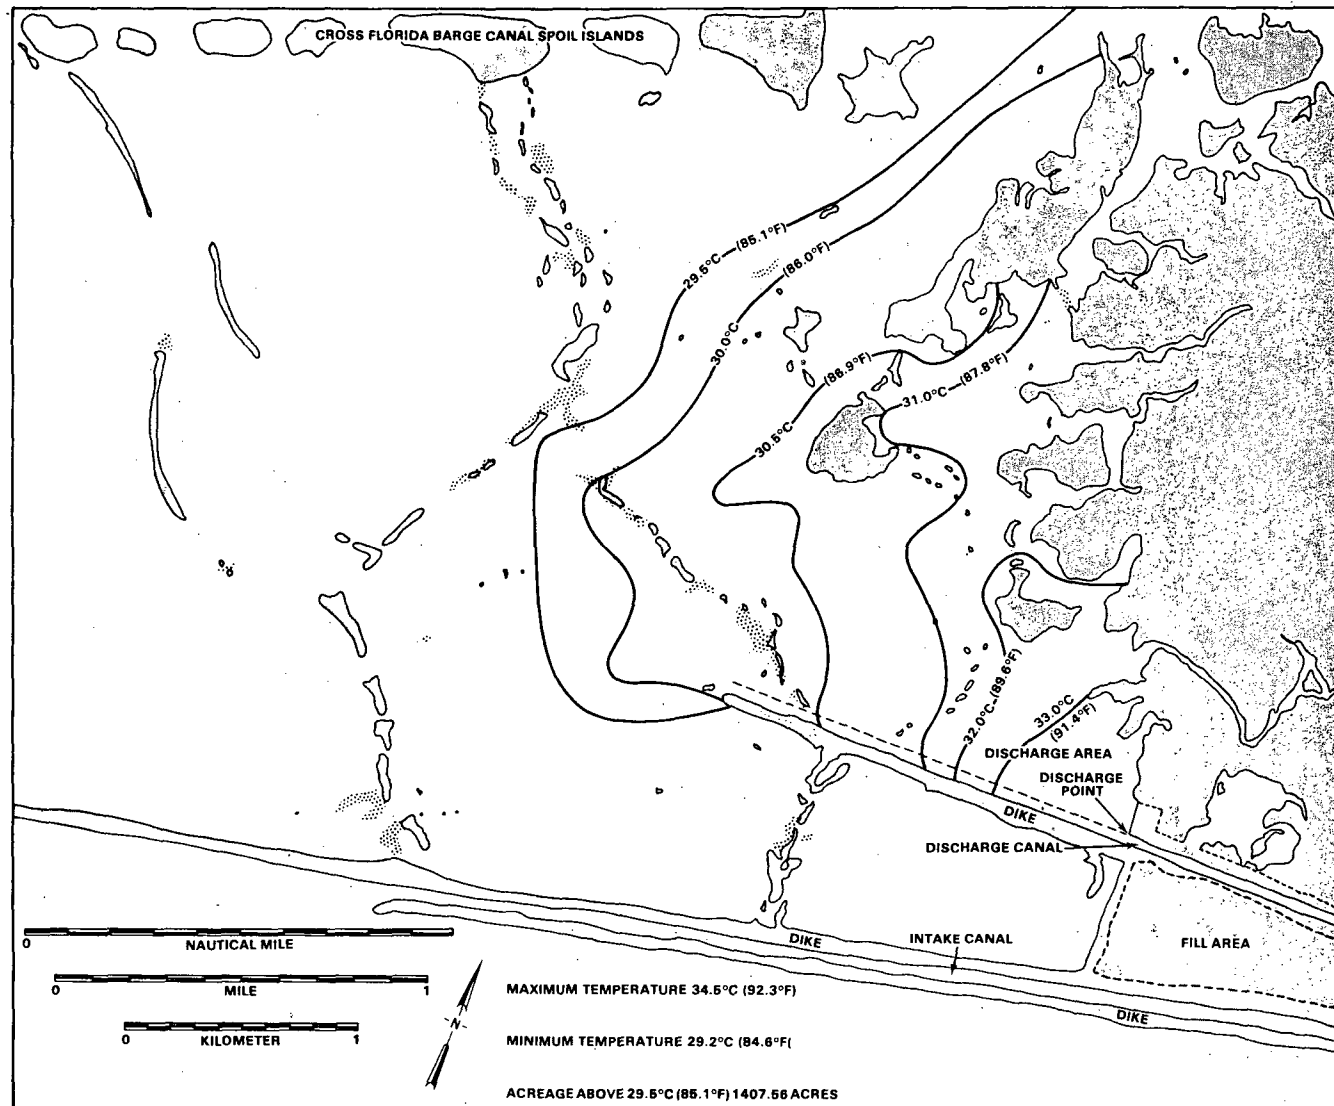 CROSS FLORIDA BARGE CANAL SPOIL ISLANDS
29.5°C (85.1°F)
30.0°C (86.0°F)
30.5°C (86.9°F)
31.0°C (87.8°F)
32.0°C (89.6°F)
33.0°C
(91.4°F)
DISCHARGE AREA
DISCHARGE
POINT
DIKE
DISCHARGE CANAL
DIKE
INTAKE CANAL
FILL AREA
DIKE
0
NAUTICAL MILE
0 1
MILE
0 1
KILOMETER
N
MAXIMUM TEMPERATURE 34.5°C (92.3°F)
MINIMUM TEMPERATURE 29.2°C (84.6°F(
ACREAGE ABOVE 29.5°C (85.1°F) 1407.56 ACRES